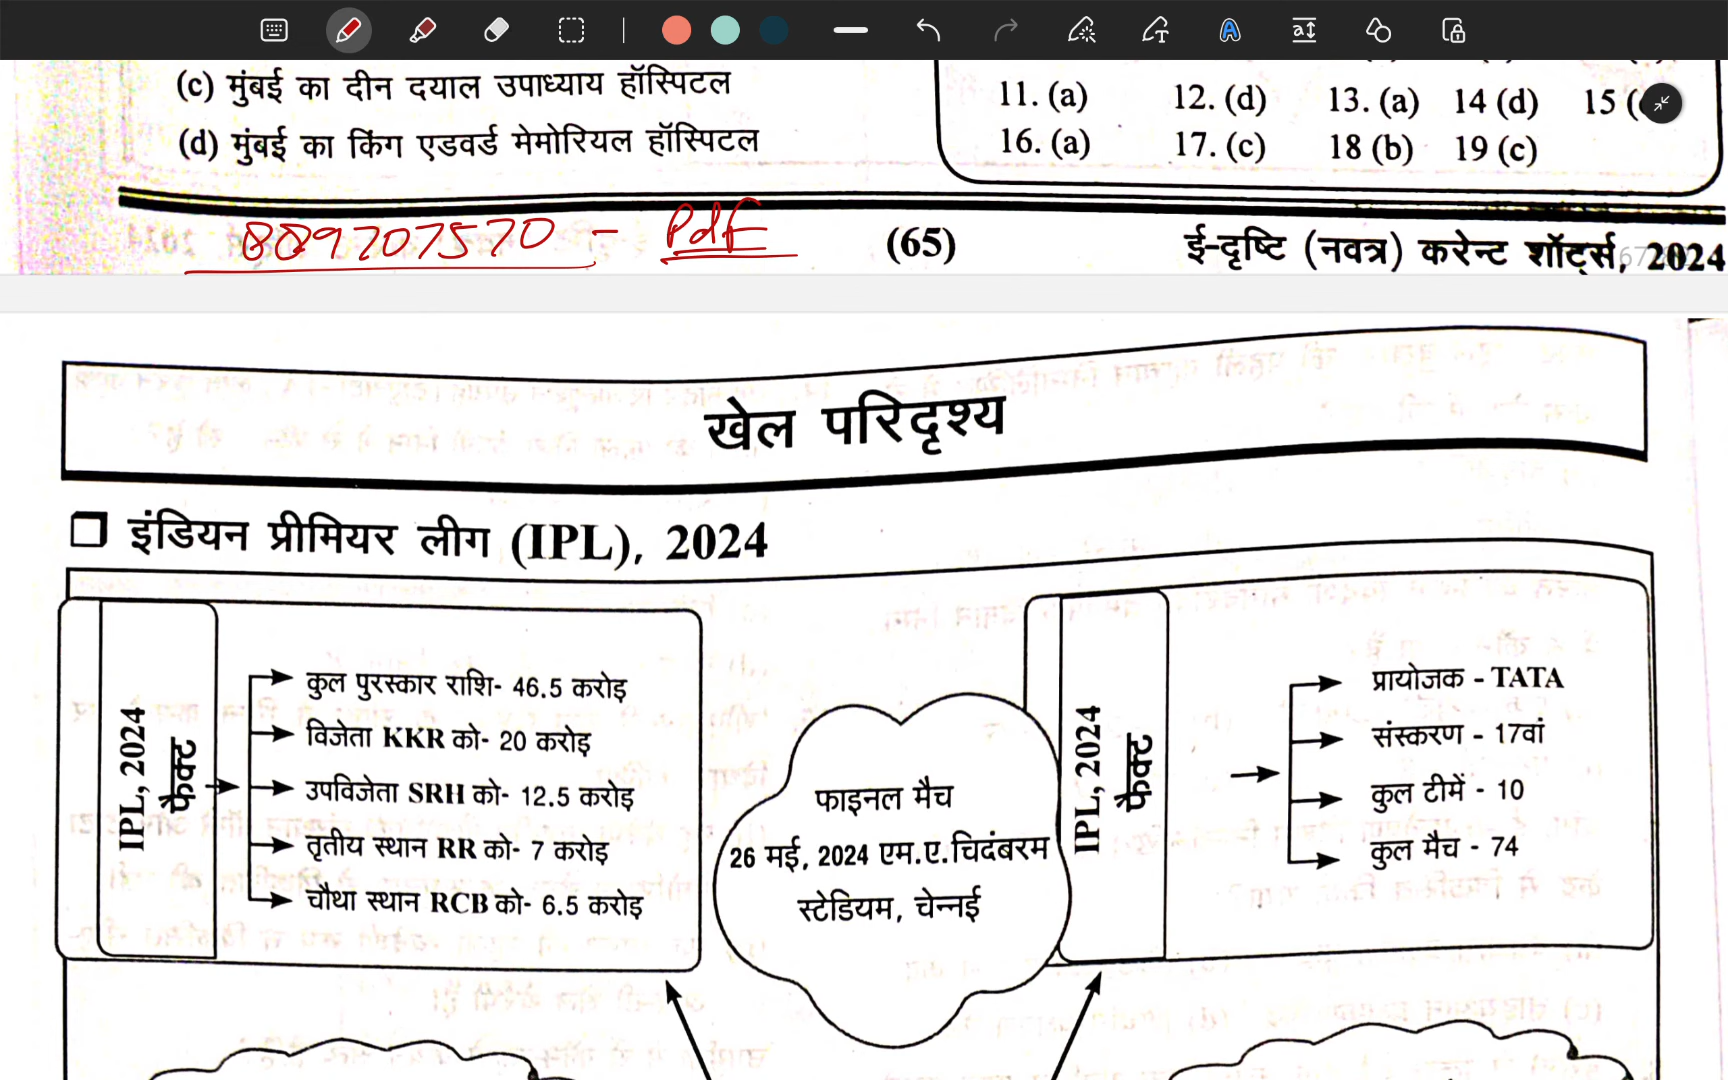 (c) मुंबई का दीन दयाल उपाध्याय हॉस्पिटल
(d) मुंबई का किंग एडवर्ड मेमोरियल हॉस्पिटल
11. (a) 12. (d) 13. (a) 14 (d) 15
16. (a) 17. (c) 18 (b) 19 (c)
889707570 - Pdf
(65)
ई-दृष्टि (नवत्र) करेन्ट शॉर्ट्स, 2024
खेल परिदृश्य
इंडियन प्रीमियर लीग (IPL), 2024
IPL, 2024
फैक्ट
कुल पुरस्कार राशि- 46.5 करोड़
विजेता KKR को- 20 करोड़
उपविजेता SRH को- 12.5 करोड़
तृतीय स्थान RR को- 7 करोड़
चौथा स्थान RCB को- 6.5 करोड़
फाइनल मैच
26 मई, 2024 एम.ए.चिदंबरम
स्टेडियम, चेन्नई
IPL, 2024
फैक्ट
प्रायोजक - TATA
संस्करण - 17वां
कुल टीमें - 10
कुल मैच - 74